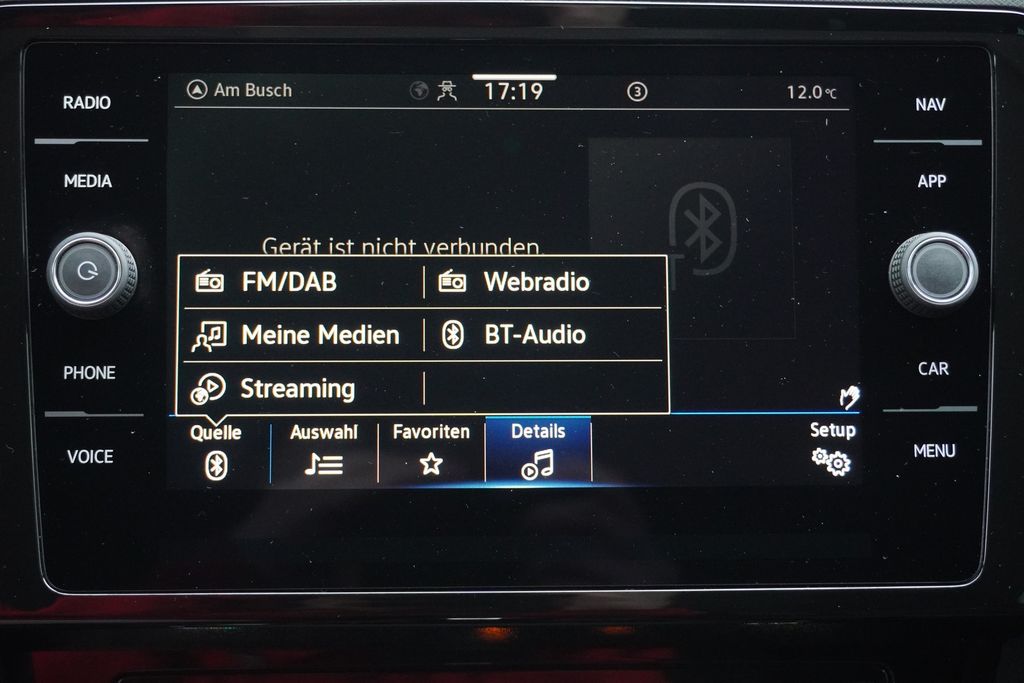 RADIO
MEDIA
PHONE
VOICE
Am Busch
17:19
3
12.0 °C
Gerät ist nicht verbunden.
FM/DAB
Webradio
Meine Medien
BT-Audio
Streaming
Quelle
Auswahl
Favoriten
Details
Setup
NAV
APP
CAR
MENU